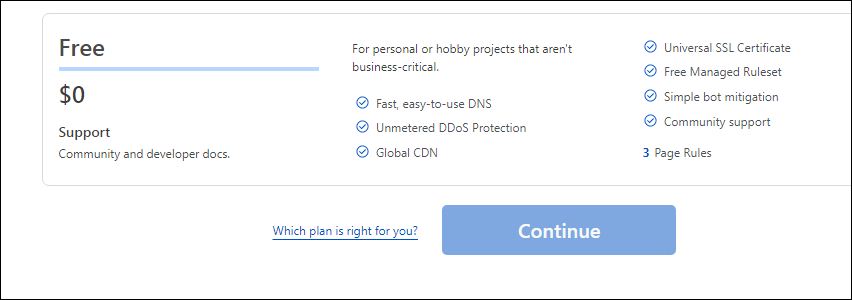 Free
$0
Support
Community and developer docs.
For personal or hobby projects that aren't
business-critical.
Fast, easy-to-use DNS
Unmetered DDoS Protection
Global CDN
Universal SSL Certificate
Free Managed Ruleset
Simple bot mitigation
Community support
3 Page Rules
Which plan is right for you?
Continue